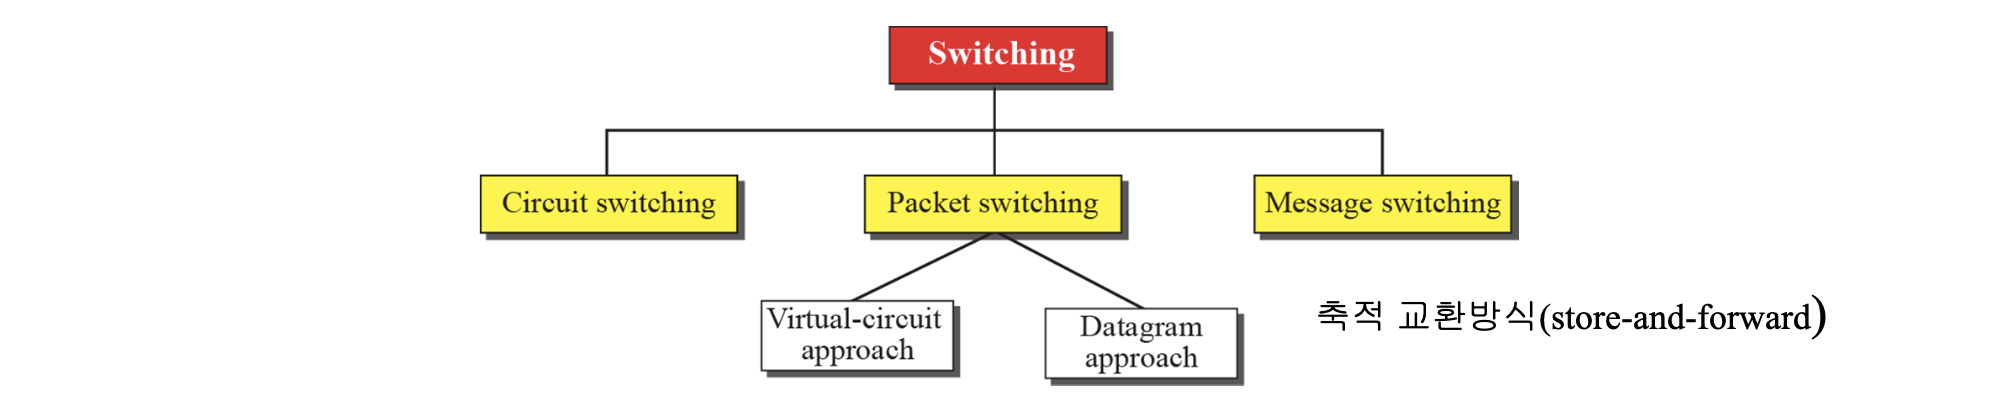 Switching
Circuit switching
Packet switching
Message switching
Virtual-circuit
approach
Datagram
approach
축적 교환방식(store-and-forward)